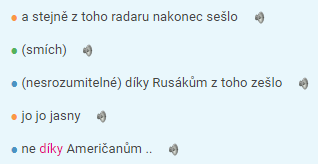 a stejně z toho radaru nakonec sešlo
(smích)
(nesrozumitelné) díky Rusákům z toho zešlo
jo jo jasny
ne díky Američanům ..